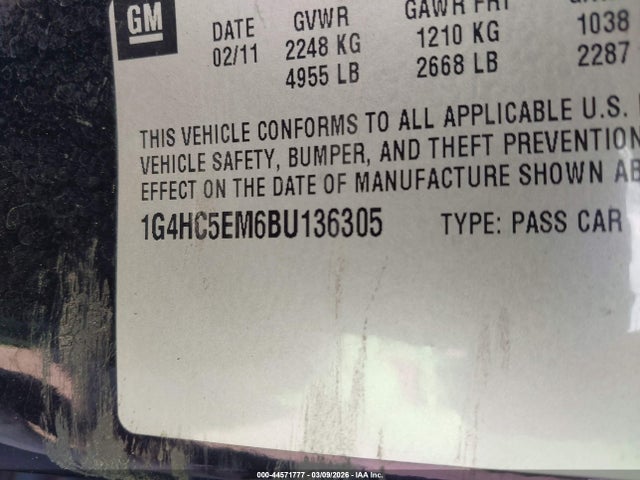 GM
DATE GVWR GAWR FRT
02/11 2248 KG 1210 KG 1038
4955 LB 2668 LB 2287
THIS VEHICLE CONFORMS TO ALL APPLICABLE U.S.
VEHICLE SAFETY, BUMPER, AND THEFT PREVENTION
EFFECT ON THE DATE OF MANUFACTURE SHOWN AB
1G4HC5EM6BU136305 TYPE: PASS CAR
000-44571777 ---- 03/09/2026 ---- IAA Inc.